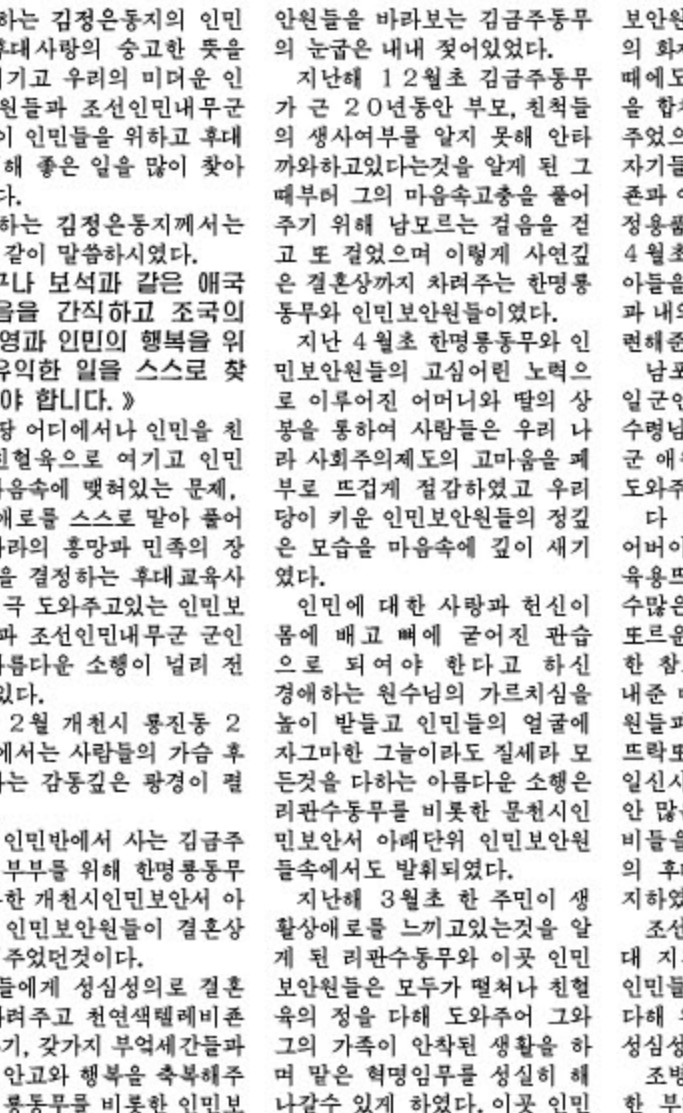 하는 김정은동지의 인민
후대사랑의 숭고한 뜻을
기고 우리의 미더운 인
원들과 조선인민내무군
이 인민들을 위하고 후대
해 좋은 일을 많이 찾아
다.
하는 김정은동지께서는
같이 말씀하시였다.
구나 보석과 같은 애국
음을 간직하고 조국의
영과 인민의 행복을 위
유익한 일을 스스로 찾
야 합니다.》
당 어디에서나 인민을 친
친혈육으로 여기고 인민
마음속에 맺혀있는 문제,
애로를 스스로 맡아 풀어
나라의 흥망과 민족의 장
을 결정하는 후대교육사
극 도와주고있는 인민보
과 조선인민내무군 군인
아름다운 소행이 널리 전
있다.
2월 개천시 룡진동 2
에서는 사람들의 가슴 후
하는 감동깊은 광경이 펼
인민반에서 사는 김금주
부부를 위해 한명룡동무
한 개천시인민보안서 아
인민보안원들이 결혼상
주었던것이다.
들에게 성심성의로 결혼
차려주고 천연색텔레비죤
기, 갖가지 부엌세간들과
안고와 행복을 축복해주
룡동무를 비롯한 인민보
안원들을 바라보는 김금주동무
의 눈굽은 내내 젖어있었다.
지난해 12월초 김금주동무
가 근 20년동안 부모, 친척들
의 생사여부를 알지 못해 안타
까와하고있다는것을 알게 된 그
때부터 그의 마음속고충을 풀어
주기 위해 남모르는 걸음을 걷
고 또 걸었으며 이렇게 사연깊
은 결혼상까지 차려주는 한명룡
동무와 인민보안원들이였다.
지난 4월초 한명룡동무와 인
민보안원들의 고심어린 노력으
로 이루어진 어머니와 딸의 상
봉을 통하여 사람들은 우리 나
라 사회주의제도의 고마움을 페
부로 뜨겁게 절감하였고 우리
당이 키운 인민보안원들의 정깊
은 모습을 마음속에 깊이 새기
였다.
인민에 대한 사랑과 헌신이
몸에 배고 뼈에 굳어진 관습
으로 되여야 한다고 하신
경애하는 원수님의 가르치심을
높이 받들고 인민들의 얼굴에
자그마한 그늘이라도 질세라 모
든것을 다하는 아름다운 소행은
리관수동무를 비롯한 문천시인
민보안서 아래단위 인민보안원
들속에서도 발휘되였다.
지난해 3월초 한 주민이 생
활상애로를 느끼고있는것을 알
게 된 리관수동무와 이곳 인민
보안원들은 모두가 떨쳐나 친혈
육의 정을 다해 도와주어 그와
그의 가족이 안착된 생활을 하
며 맡은 혁명임무를 성실히 해
나갈수 있게 하였다. 이곳 인민
보안원
의 화재
때에도
을 합쳐
주었으
자기들
죤과 이
정용품
4월초
아들을
과 내의
련해준
남포
일군인
수령님
군 애육
도와주
다
어버이
육용뜨
수많은
또르운
한 참고
내준 데
원들과
뜨락또
일신시
안 많은
비들을
의 후대
지하였
조선
대 지
인민들
다해
성심성
조병
한 부